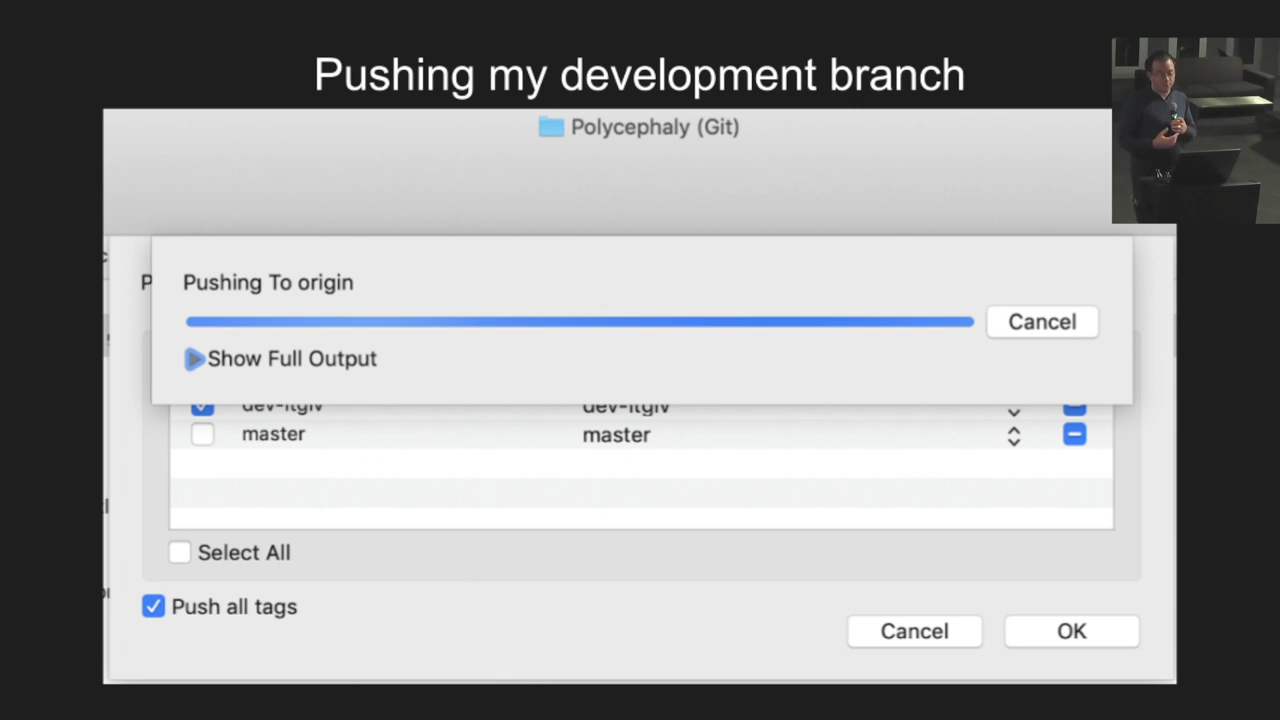 Pushing my development branch
Polycephaly (Git)
Pushing To origin
Cancel
Show Full Output
master master
Select All
Push all tags
Cancel OK